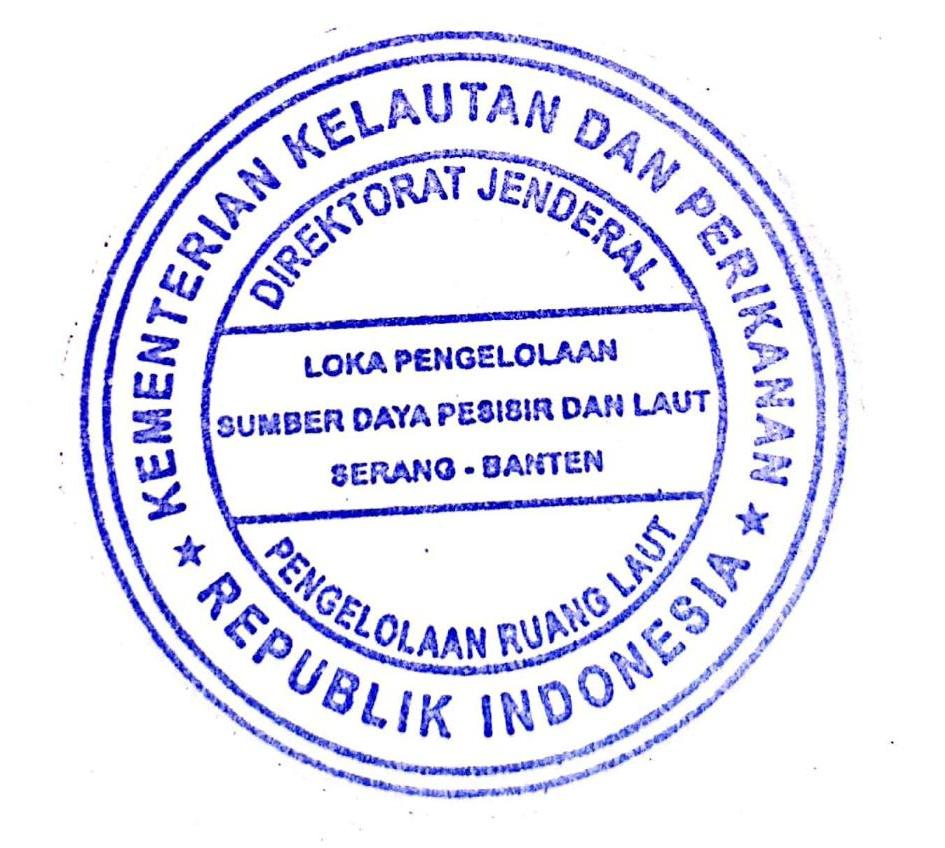 KEMENTERIAN KELAUTAN DAN PERIKANAN
DIREKTORAT JENDERAL
LOKA PENGELOLAAN
SUMBER DAYA PESISIR DAN LAUT
SERANG - BANTEN
PENGELOLAAN RUANG LAUT
★ REPUBLIK INDONESIA ★